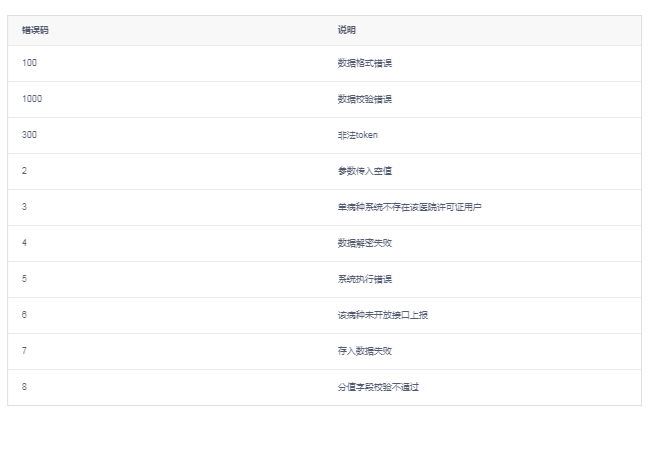 错误码 说明
100 数据格式错误
1000 数据校验错误
300 非法token
2 参数传入空值
3 单病种系统不存在该医院许可证用户
4 数据解密失败
5 系统执行错误
6 该病种未开放接口上报
7 存入数据失败
8 分值字段校验不通过